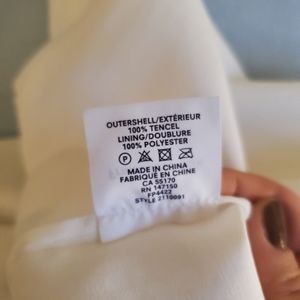 OUTERSHELL/EXTÉRIEUR
100% TENCEL
LINING/DOUBLURE
100% POLYESTER
P
MADE IN CHINA
FABRIQUÉ EN CHINE
CA 55170
RN 147150
FP4422
STYLE 2110091